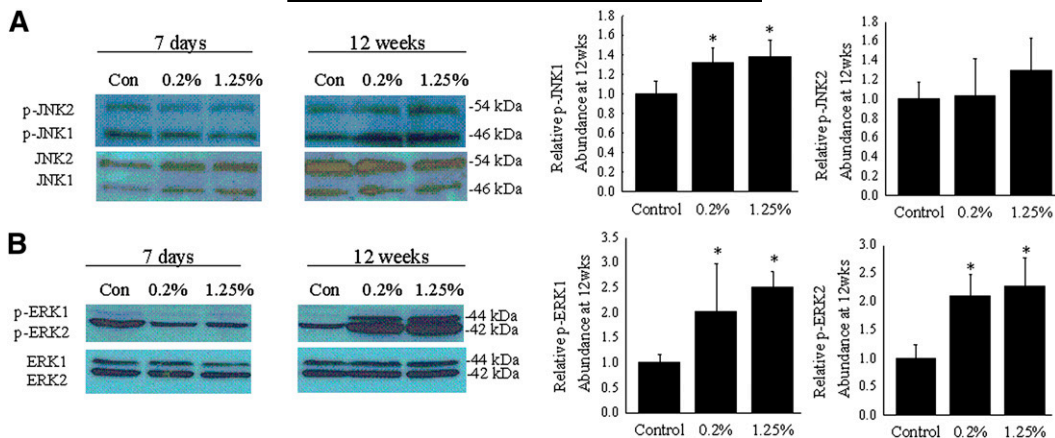 A
7 days
12 weeks
Con 0.2% 1.25%
0.2% 1.25%
p-JNK2
p-JNK1
JNK2
JNK1
-54 kDa
-46 kDa
-54 kDa
-46 kDa
Relative p-JNK1
Abundance at 12wks
1.8
1.6
1.4
1.2
1.0
0.8
0.6
0.4
0.2
0.0
* *
Control 0.2% 1.25%
Relative p-JNK2
Abundance at 12wks
1.8
1.6
1.4
1.2
1.0
0.8
0.6
0.4
0.2
0.0
Control 0.2% 1.25%
B
7 days
12 weeks
Con 0.2% 1.25%
Con 0.2% 1.25%
p-ERK1
p-ERK2
ERK1
ERK2
-44 kDa
-42 kDa
-44 kDa
-42 kDa
Relative p-ERK1
Abundance at 12wks
3.5
3.0
2.5
2.0
1.5
1.0
0.5
0.0
* *
Control 0.2% 1.25%
Relative p-ERK2
Abundance at 12wks
3.0
2.5
2.0
1.5
1.0
0.5
0.0
* *
Control 0.2% 1.25%